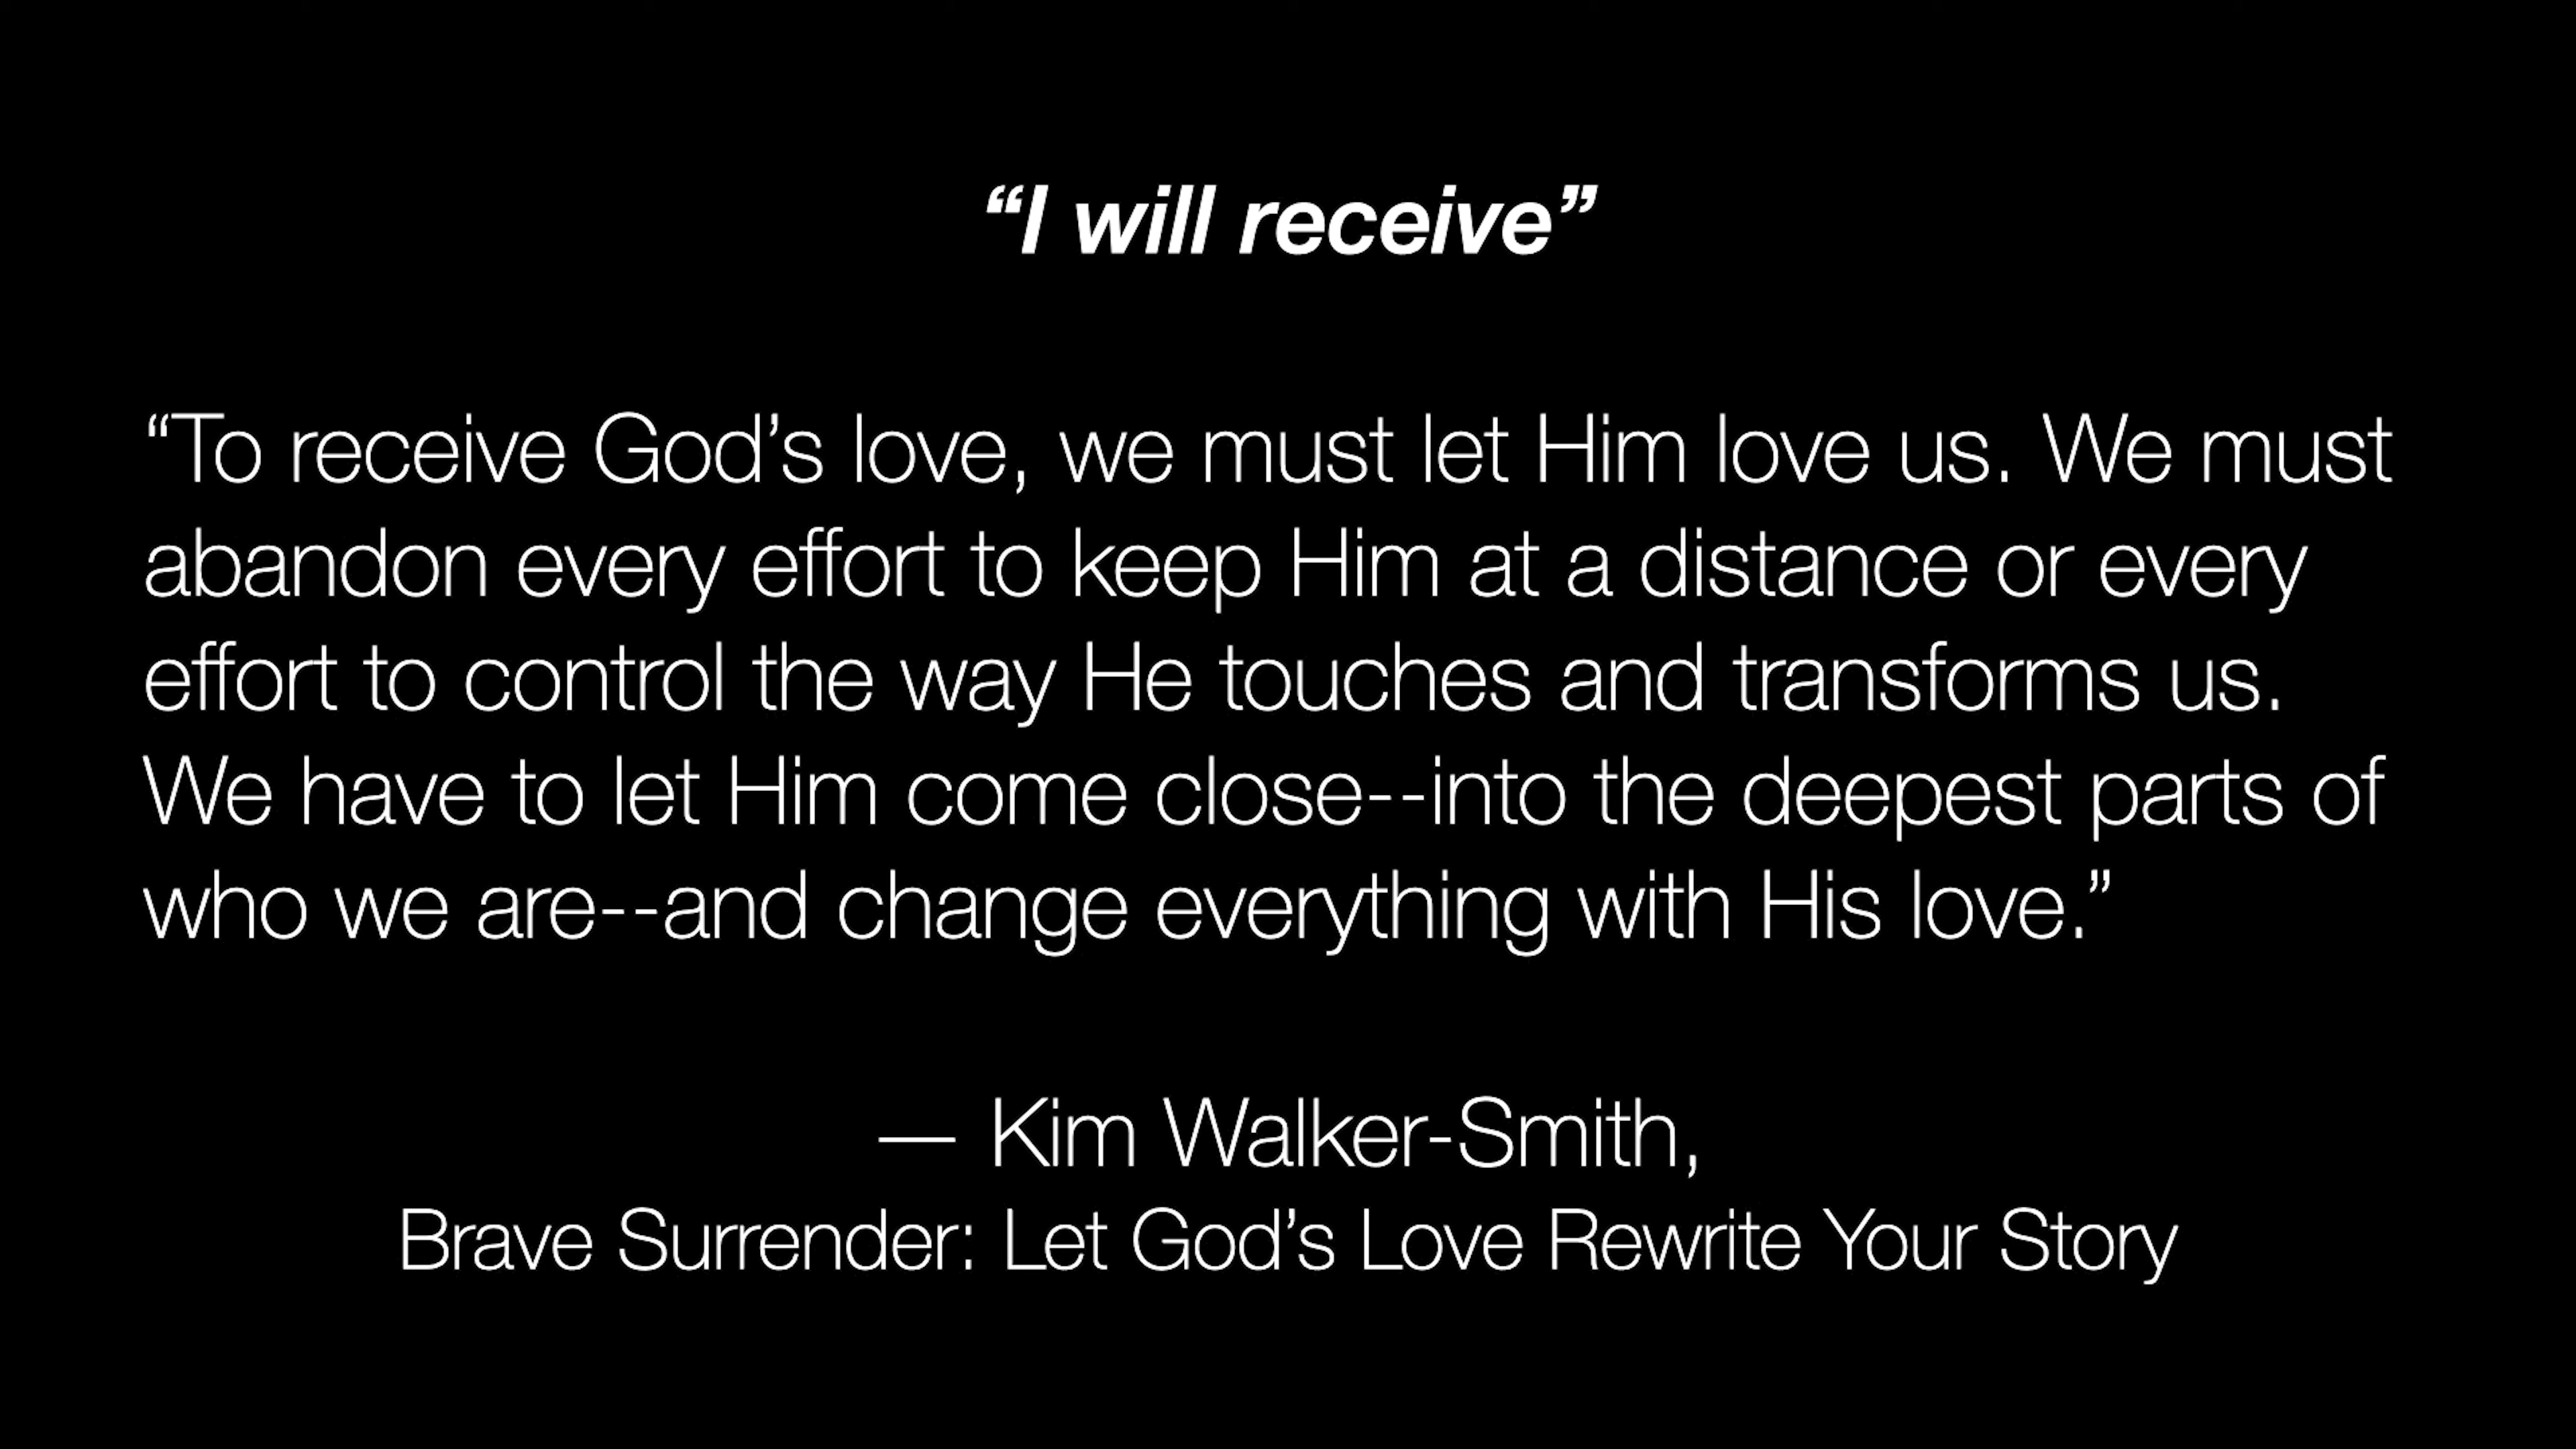 “I will receive”
“To receive God’s love, we must let Him love us. We must
abandon every effort to keep Him at a distance or every
effort to control the way He touches and transforms us.
We have to let Him come close--into the deepest parts of
who we are--and change everything with His love.”
— Kim Walker-Smith,
Brave Surrender: Let God’s Love Rewrite Your Story